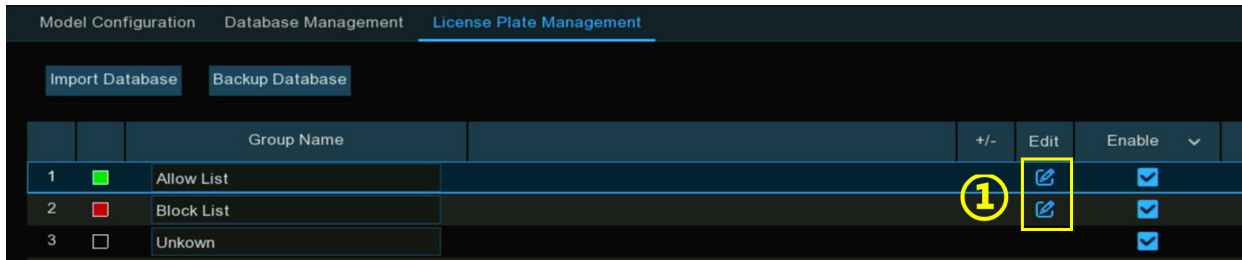 Model Configuration Database Management License Plate Management
Import Database Backup Database
Group Name +/- Edit Enable
1 Allow List
2 Block List
3 Unkown
①